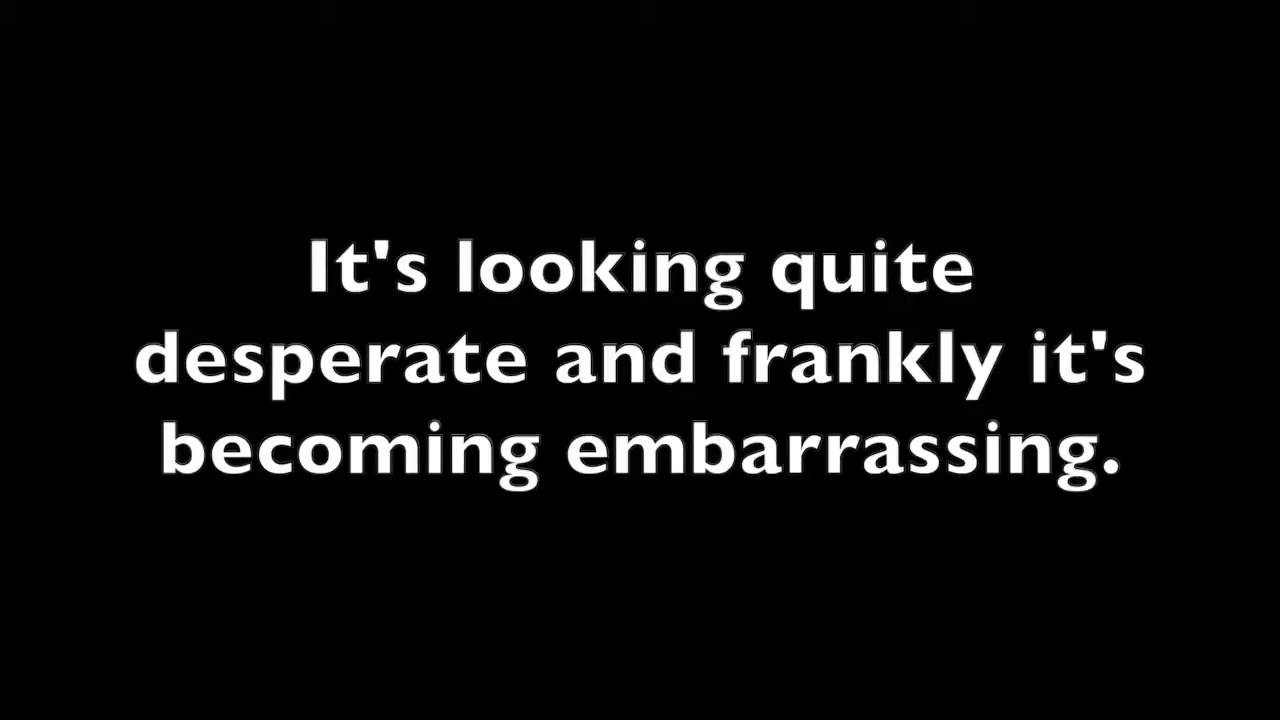 It's looking quite
desperate and frankly it's
becoming embarrassing.